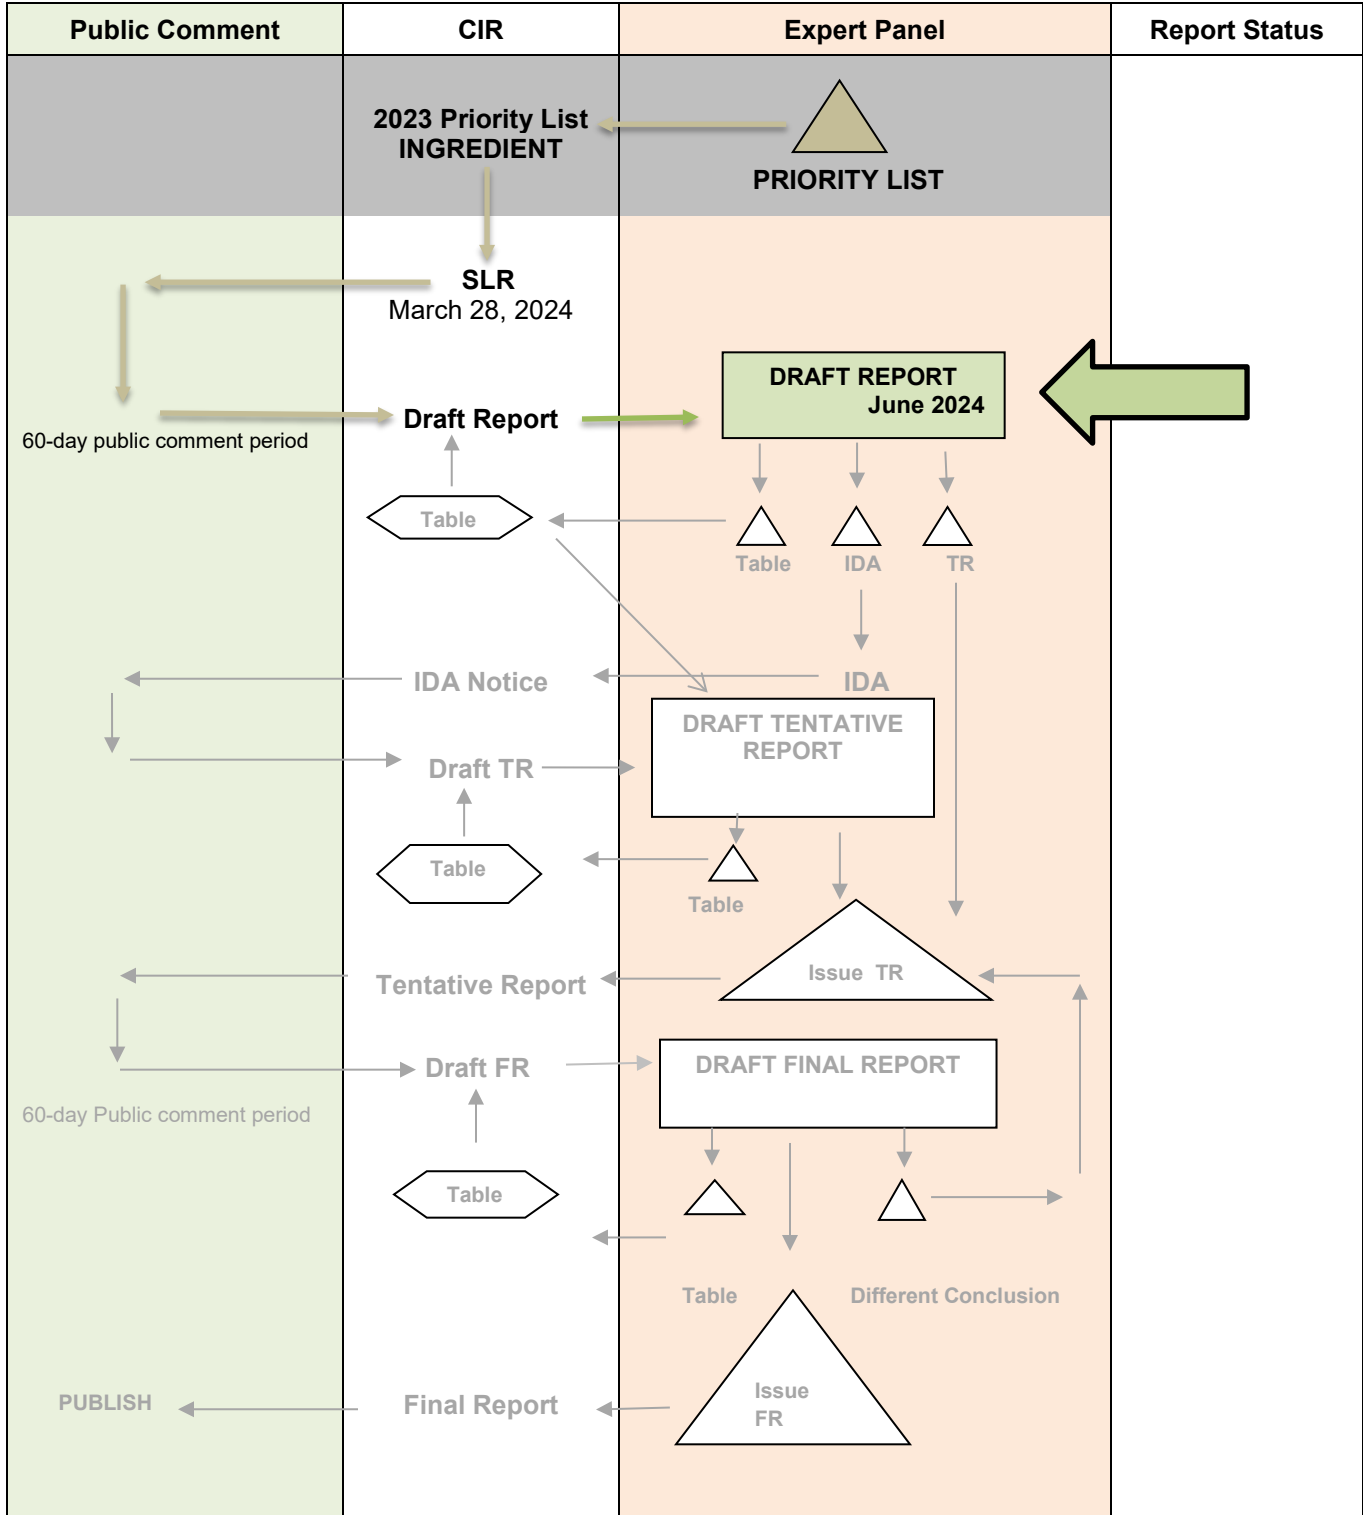 Public Comment
CIR
Expert Panel
Report Status
2023 Priority List
INGREDIENT
PRIORITY LIST
SLR
March 28, 2024
DRAFT REPORT
June 2024
Draft Report
60-day public comment period
Table
Table
IDA
TR
IDA Notice
IDA
DRAFT TENTATIVE
REPORT
Draft TR
Table
Table
Issue TR
Tentative Report
Draft FR
DRAFT FINAL REPORT
60-day Public comment period
Table
Table
Different Conclusion
Issue
FR
PUBLISH
Final Report